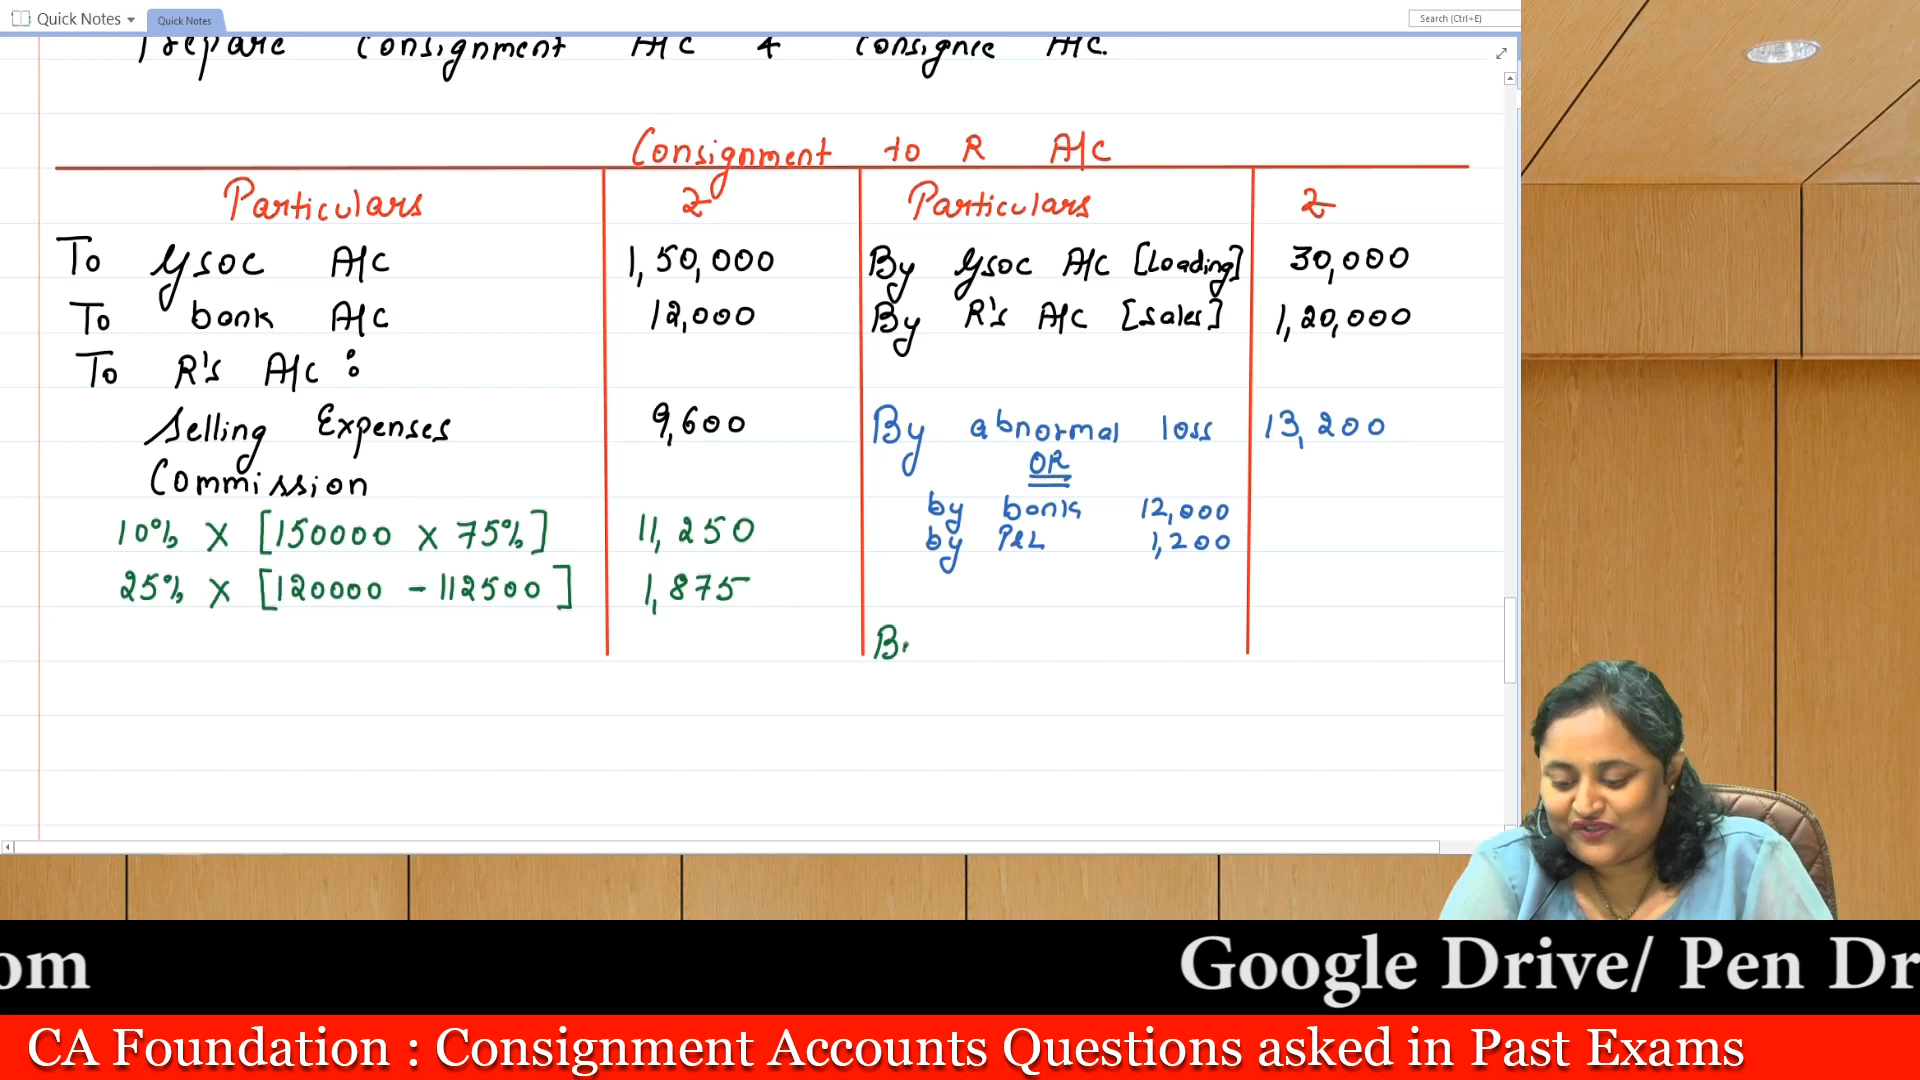 Quick Notes
Quick Notes
Search (Ctrl+E)
Prepare Consignment A/C & Consignee A/C.
Consignment to R A/C
Particulars ₹ Particulars ₹
To GSOC A/C 1,50,000 By GSOC A/C [Loading] 30,000
To bank A/C 12,000 By R's A/C [Sales] 1,20,000
To R's A/C :
Selling Expenses 9,600 By abnormal loss 13,200
OR
Commission
by bank 12,000
10% X [150000 x 75%] 11,250
by P&L 1,200
25% X [120000 - 112500] 1,875
By
om Google Drive/ Pen Dr
CA Foundation : Consignment Accounts Questions asked in Past Exams